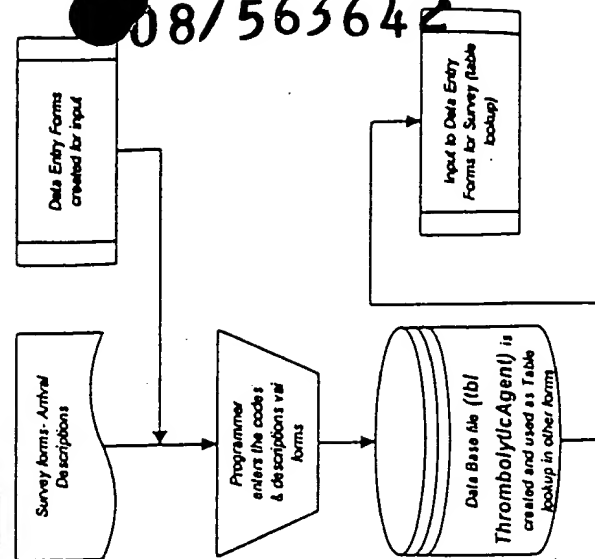 08/563642
Data Entry Forms
created for input
Survey forms- Arrival
Descriptions
Programmer
enters the codes
& descriptions vai
forms
Data Base file (tbl
ThrombolyticAgent) is
created and used as Table
lookup in other forms
Input to Data Entry
Forms for Survey (table
lookup)